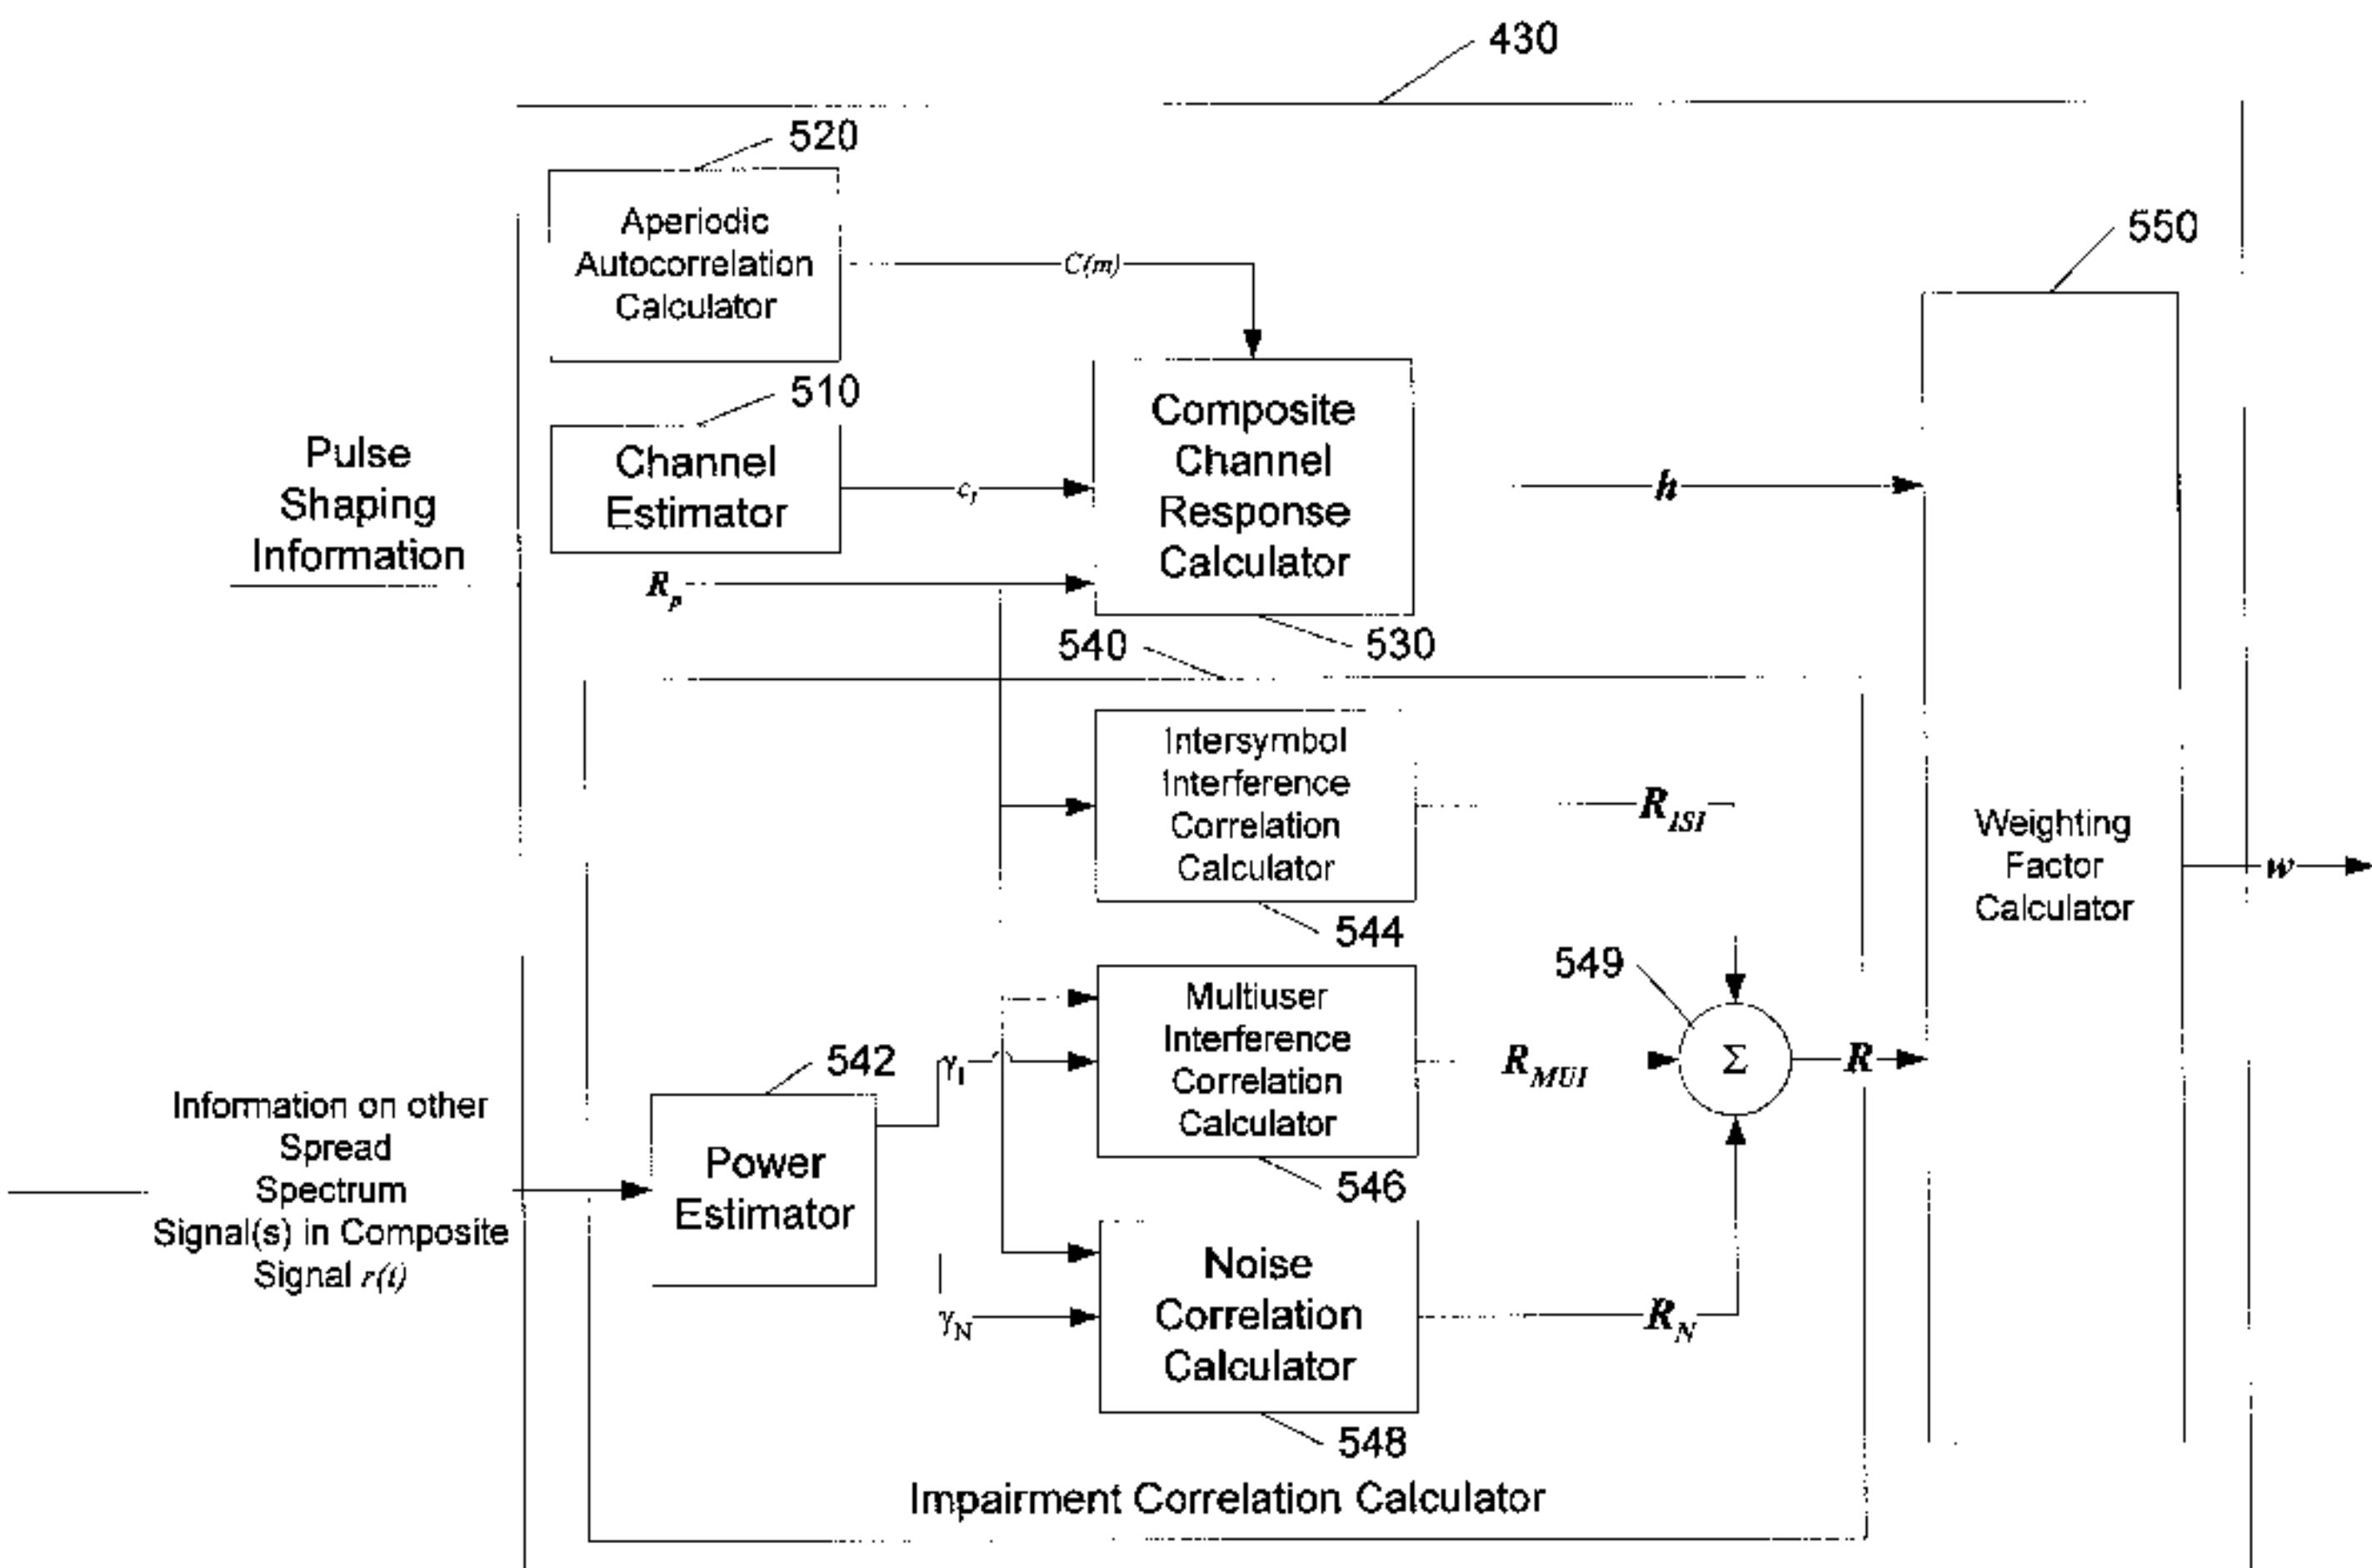 430
520
Aperiodic
Autocorrelation
Calculator
C(m)
550
510
Channel
Estimator
Composite
Channel
Response
Calculator
Pulse
Shaping
Information
h
R_p
530
540
Intersymbol
Interference
Correlation
Calculator
R_ISI
544
Weighting
Factor
Calculator
w
549
Multiuser
Interference
Correlation
Calculator
R_MUI
Σ
R
542
γ_I
546
Information on other
Spread
Spectrum
Signal(s) in Composite
Signal r(t)
Power
Estimator
Noise
Correlation
Calculator
γ_N
R_N
548
Impairment Correlation Calculator